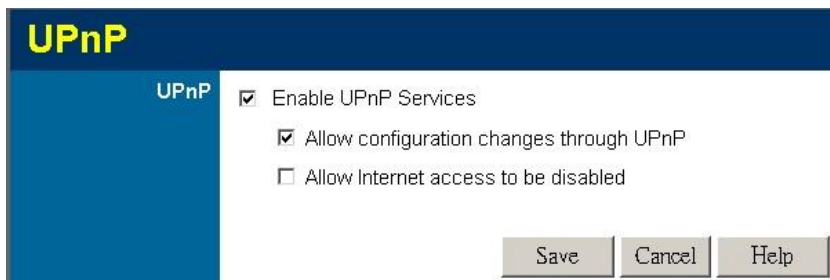 UPnP
UPnP
Enable UPnP Services
Allow configuration changes through UPnP
Allow Internet access to be disabled
Save Cancel Help